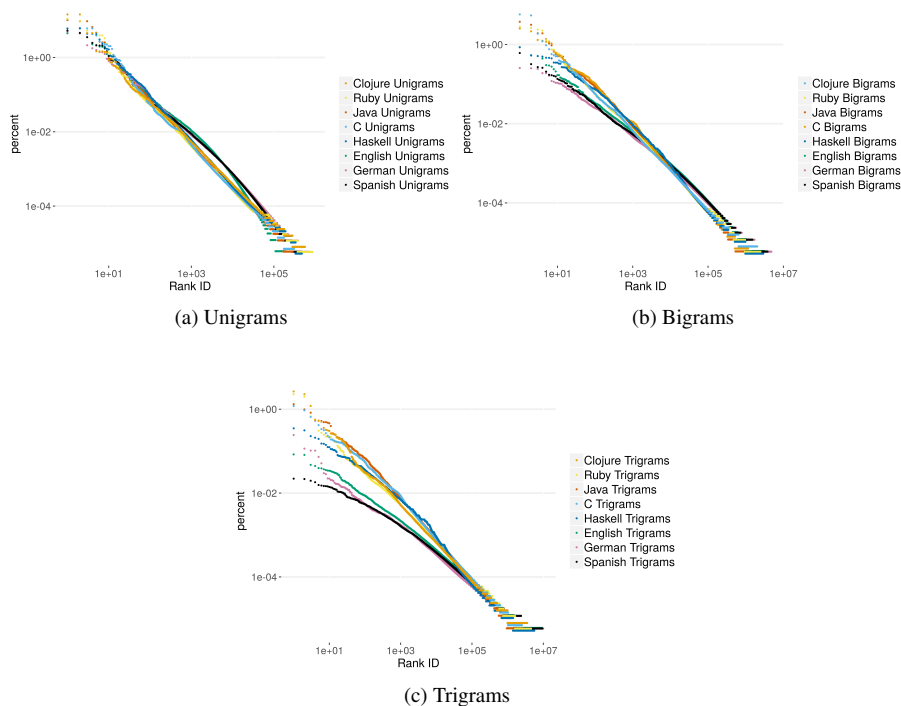 1e+00
1e-02
1e-04
percent
1e+01 1e+03 1e+05
Rank ID
Clojure Unigrams
Ruby Unigrams
Java Unigrams
C Unigrams
Haskell Unigrams
English Unigrams
German Unigrams
Spanish Unigrams
(a) Unigrams
1e+00
1e-02
1e-04
percent
1e+01 1e+03 1e+05 1e+07
Rank ID
Clojure Bigrams
Ruby Bigrams
Java Bigrams
C Bigrams
Haskell Bigrams
English Bigrams
German Bigrams
Spanish Bigrams
(b) Bigrams
1e+00
1e-02
1e-04
percent
1e+01 1e+03 1e+05 1e+07
Rank ID
Clojure Trigrams
Ruby Trigrams
Java Trigrams
C Trigrams
Haskell Trigrams
English Trigrams
German Trigrams
Spanish Trigrams
(c) Trigrams